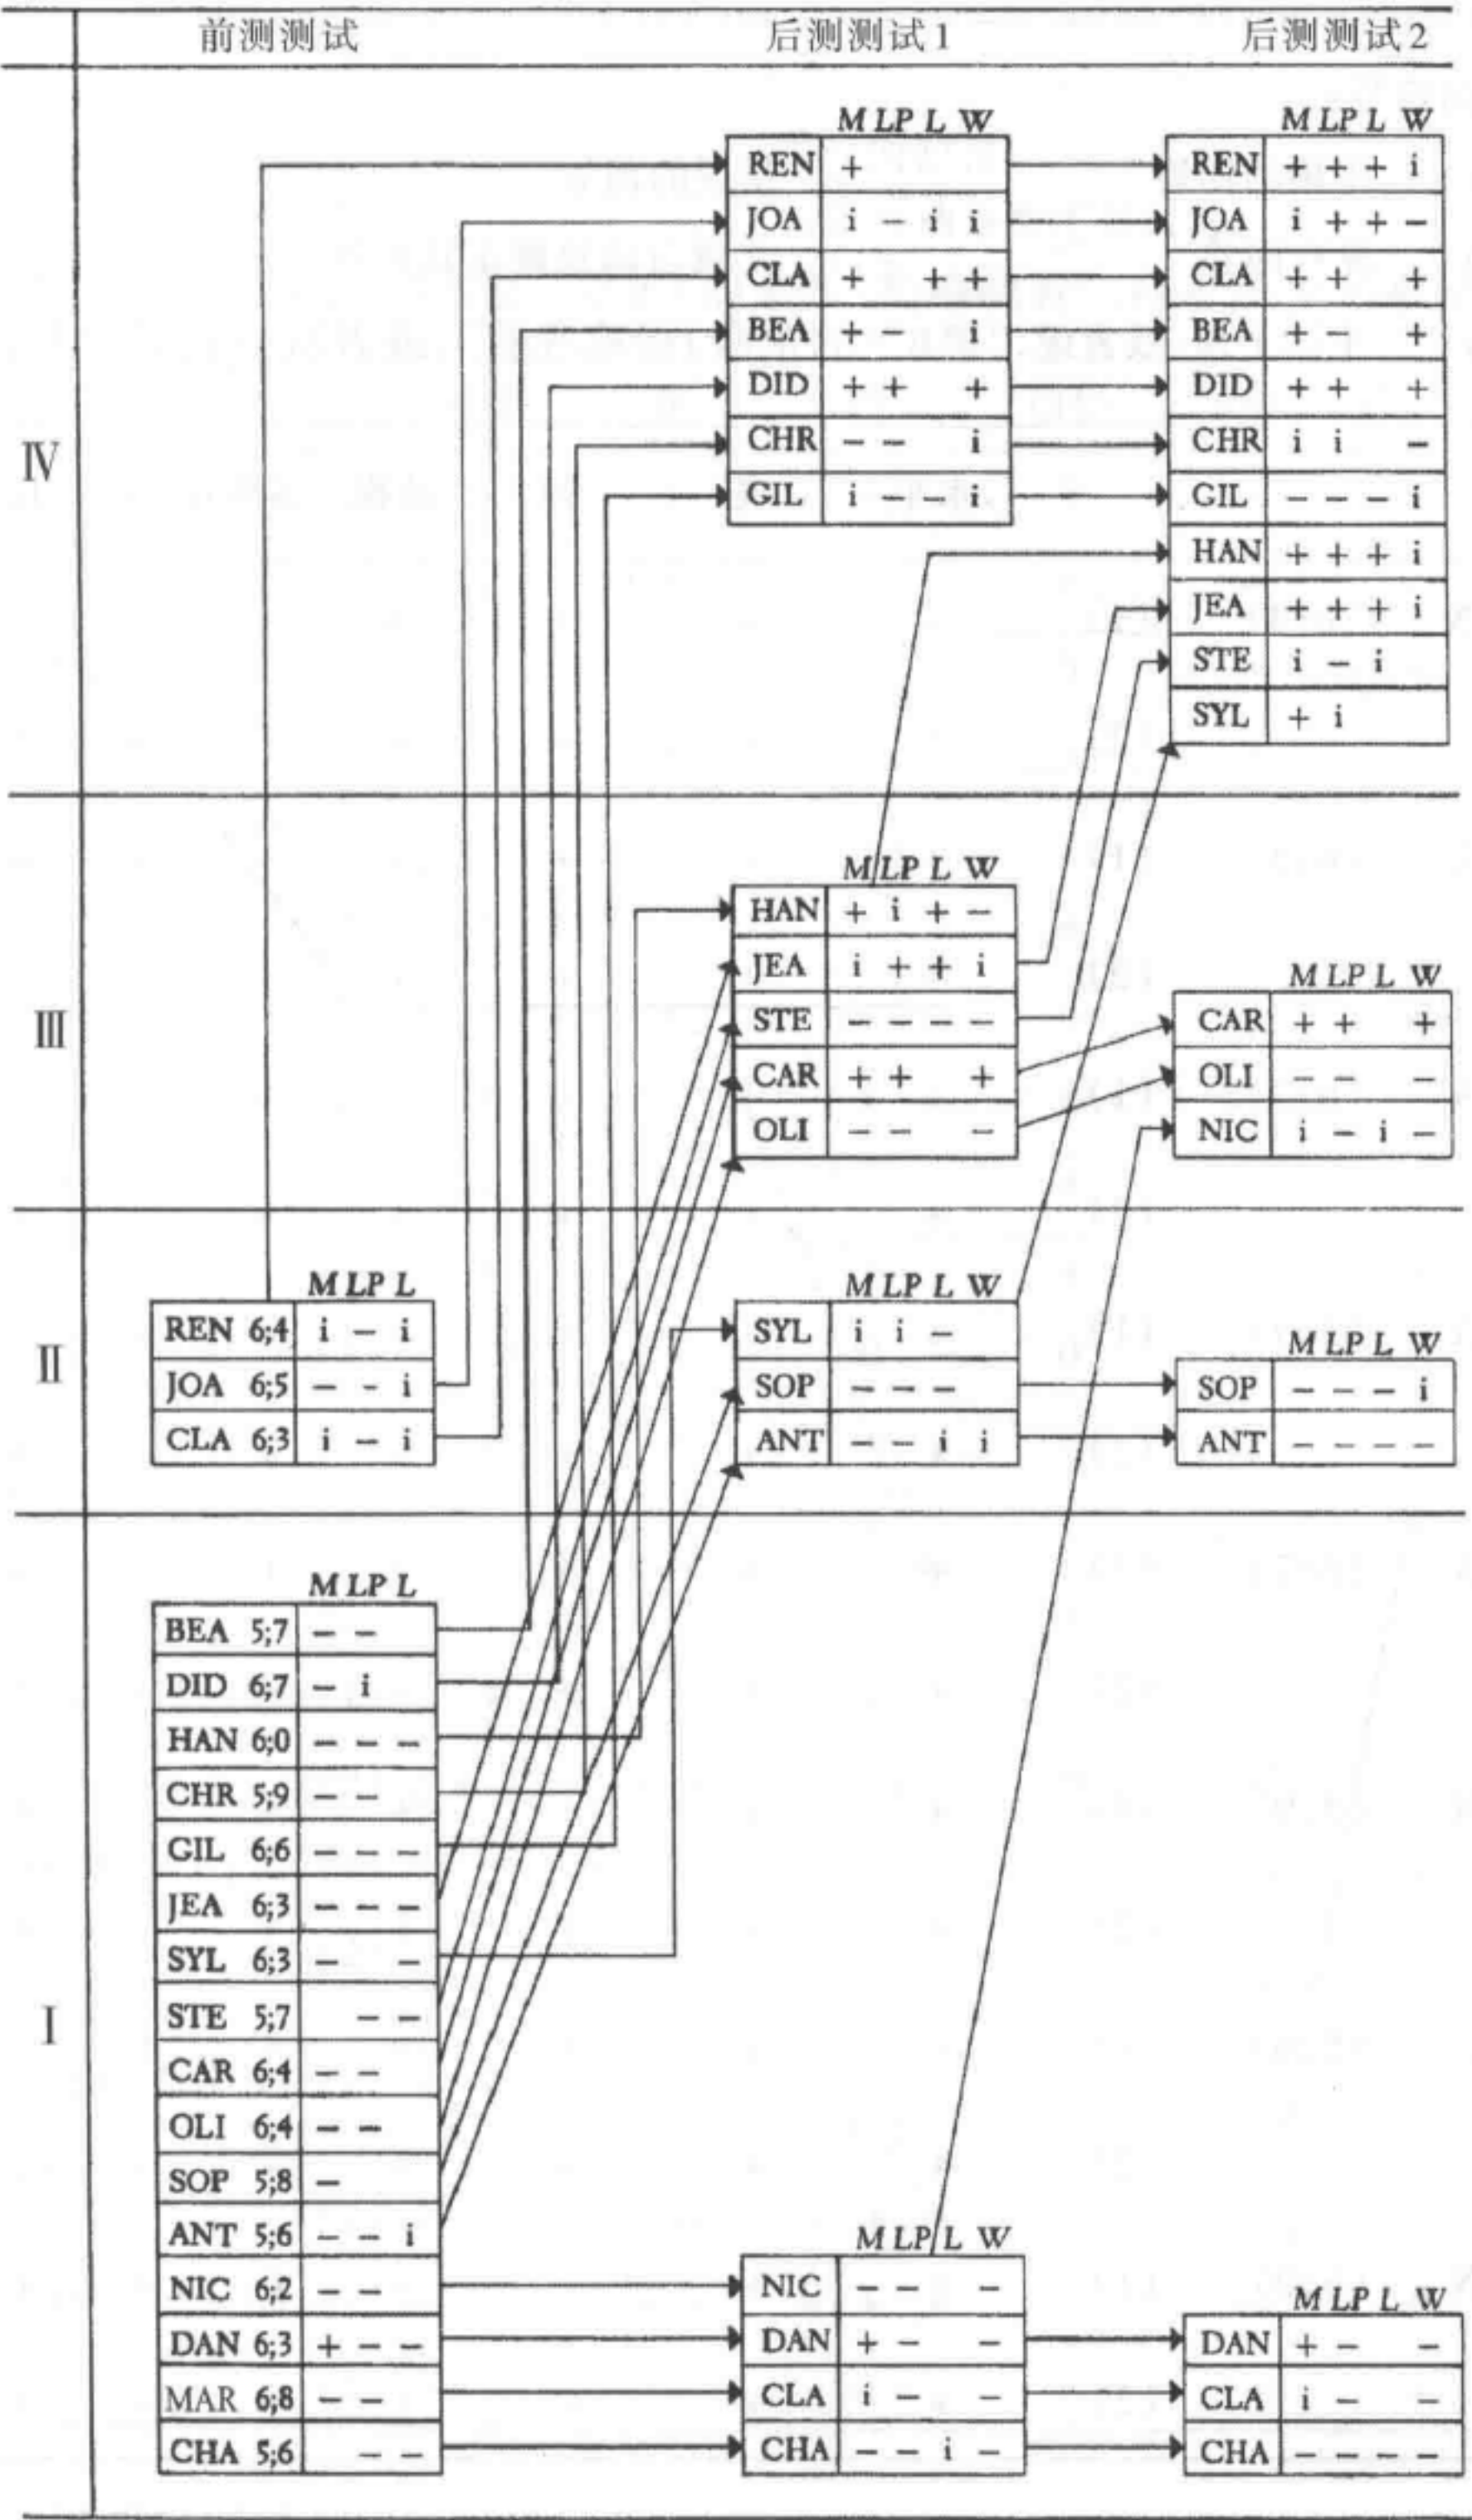 前测测试 后测测试1 后测测试2
IV
M LP L W
REN +
JOA i − i i
CLA + + +
BEA + − i
DID + + +
CHR − − i
GIL i − − i
M LP L W
REN + + + i
JOA i + + −
CLA + + +
BEA + − +
DID + + +
CHR i i −
GIL − − − i
HAN + + + i
JEA + + + i
STE i − i
SYL + i
III
M LP L W
HAN + i + −
JEA i + + i
STE − − − −
CAR + + +
OLI − − −
M LP L W
CAR + + +
OLI − − −
NIC i − i −
II
M LP L
REN 6;4 i − i
JOA 6;5 − - i
CLA 6;3 i − i
M LP L W
SYL i i −
SOP − − −
ANT − − i i
M LP L W
SOP − − − i
ANT − − − −
I
M LP L
BEA 5;7 − −
DID 6;7 − i
HAN 6;0 − − −
CHR 5;9 − −
GIL 6;6 − − −
JEA 6;3 − − −
SYL 6;3 − −
STE 5;7 − −
CAR 6;4 − −
OLI 6;4 − −
SOP 5;8 −
ANT 5;6 − − i
NIC 6;2 − −
DAN 6;3 + − −
MAR 6;8 − −
CHA 5;6 − −
M LP L W
NIC − − −
DAN + − −
CLA i − −
CHA − − i −
M LP L W
DAN + − −
CLA i − −
CHA − − − −